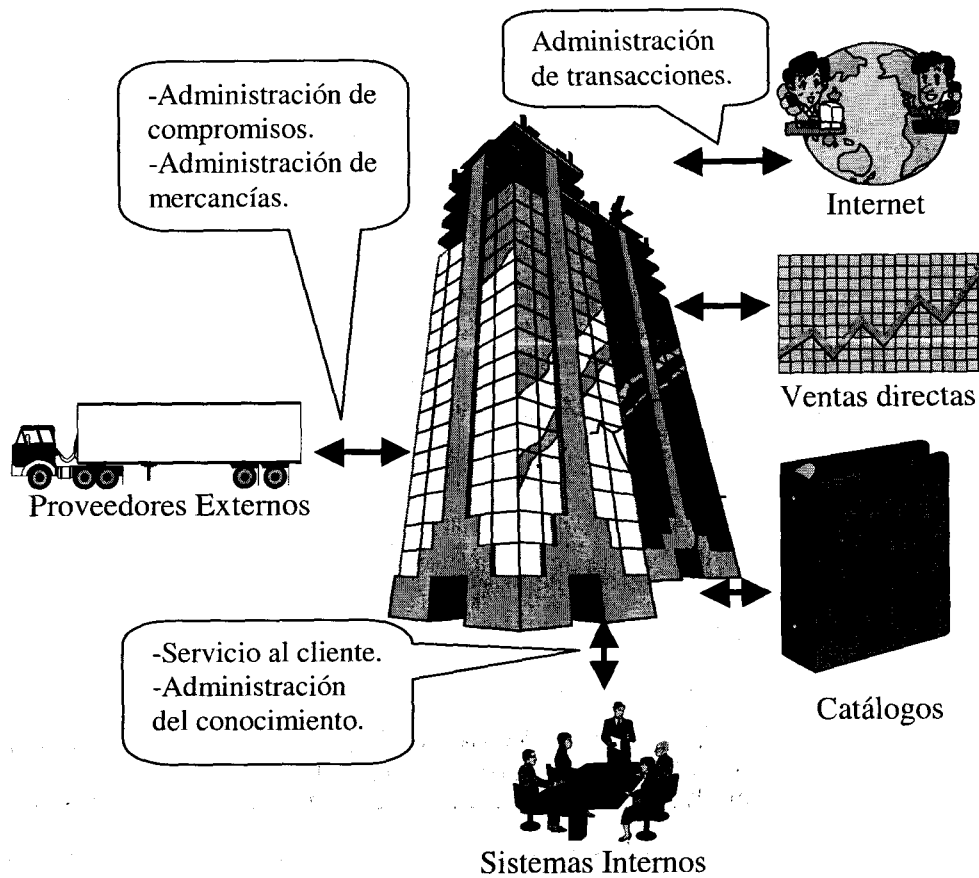 Administración
de transacciones.
-Administración de
compromisos.
-Administración de
mercancías.
Internet
Ventas directas
Proveedores Externos
-Servicio al cliente.
-Administración
del conocimiento.
Catálogos
Sistemas Internos